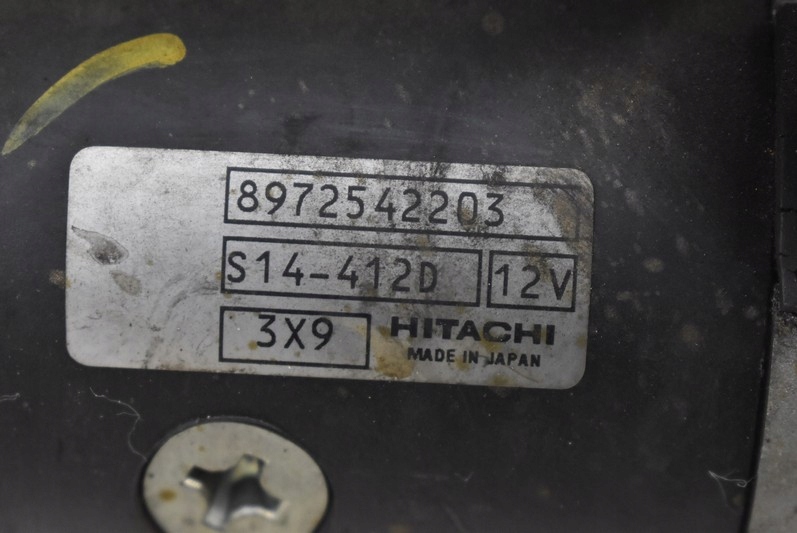 8972542203
S14-412D 12V
3X9 HITACHI
MADE IN JAPAN